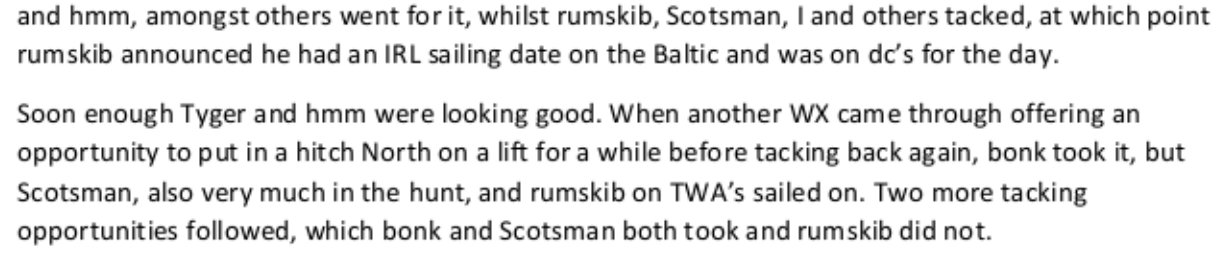 and hmm, amongst others went for it, whilst rumskib, Scotsman, I and others tacked, at which point
rumskib announced he had an IRL sailing date on the Baltic and was on dc’s for the day.
Soon enough Tyger and hmm were looking good. When another WX came through offering an
opportunity to put in a hitch North on a lift for a while before tacking back again, bonk took it, but
Scotsman, also very much in the hunt, and rumskib on TWA’s sailed on. Two more tacking
opportunities followed, which bonk and Scotsman both took and rumskib did not.